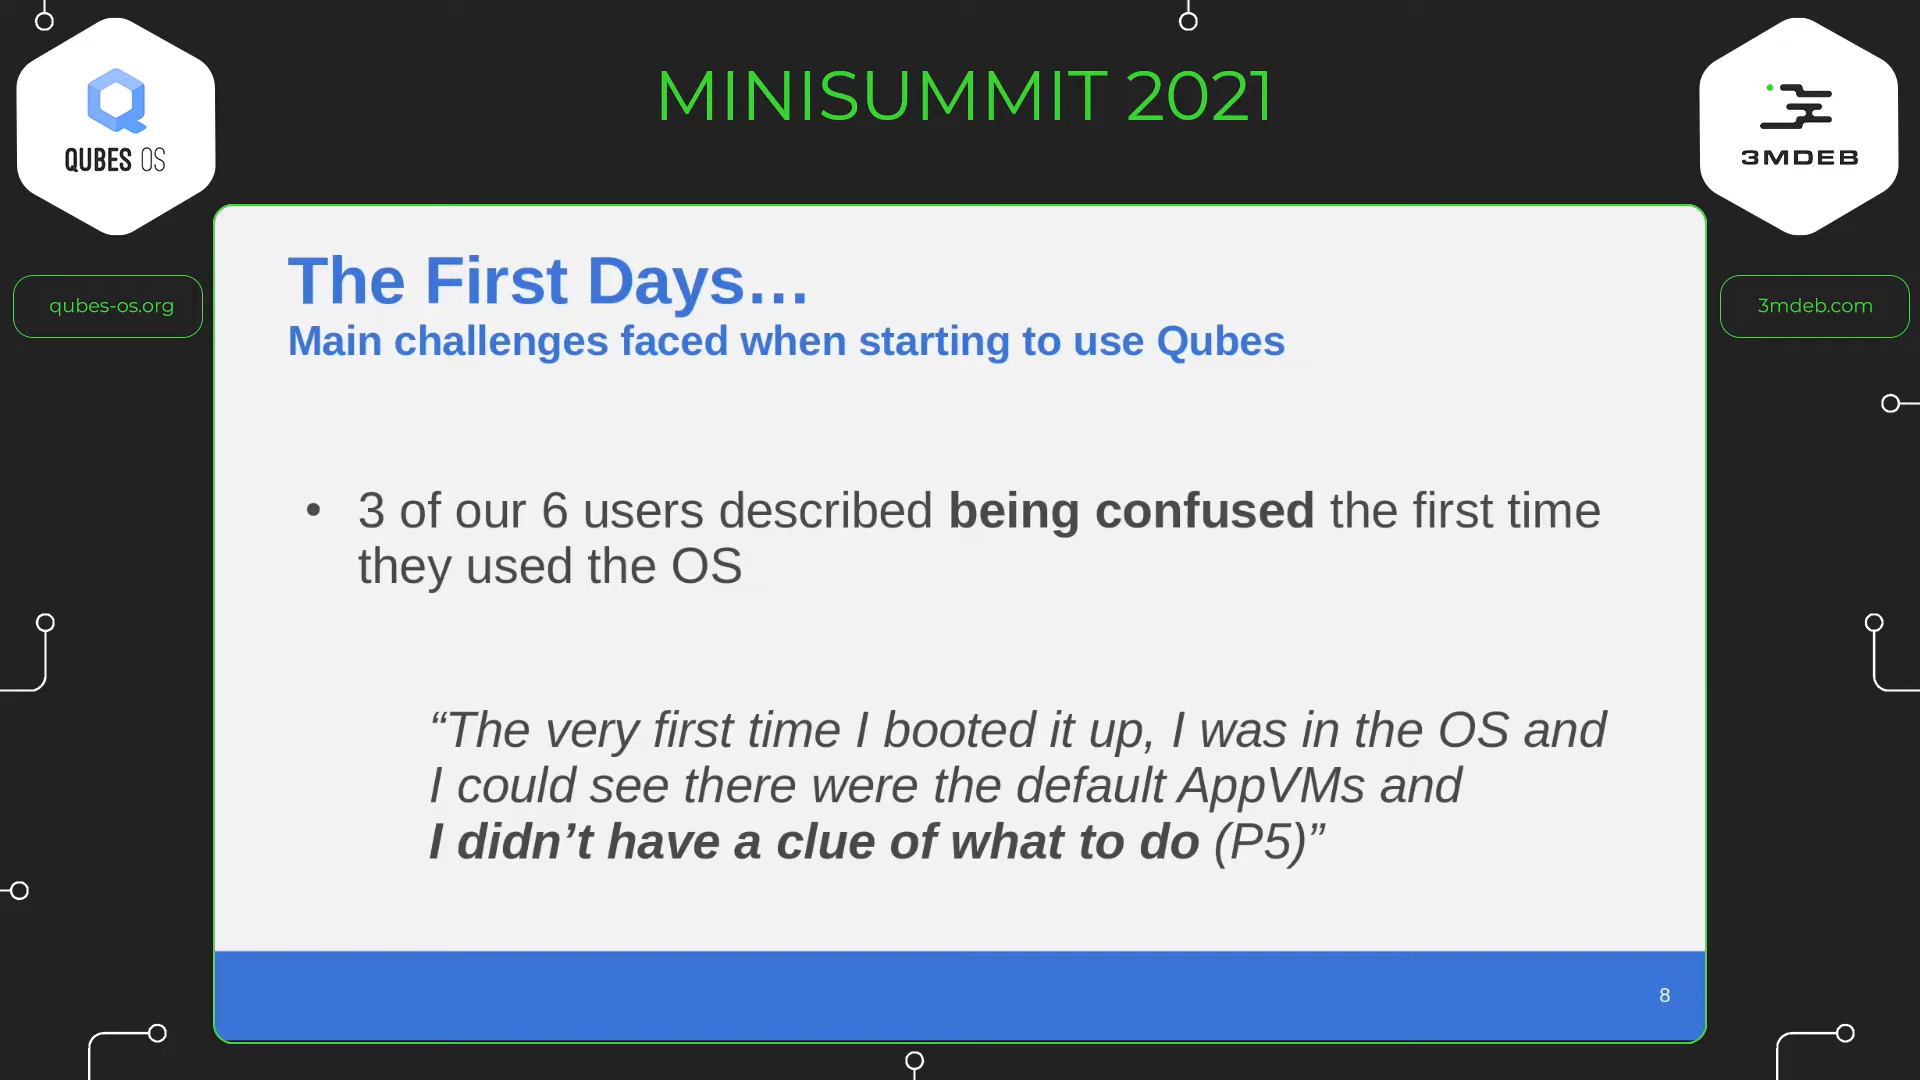 MINISUMMIT 2021
QUBES OS
3MDEB
qubes-os.org
3mdeb.com
The First Days…
Main challenges faced when starting to use Qubes
• 3 of our 6 users described being confused the first time
they used the OS
“The very first time I booted it up, I was in the OS and
I could see there were the default AppVMs and
I didn’t have a clue of what to do (P5)”
8